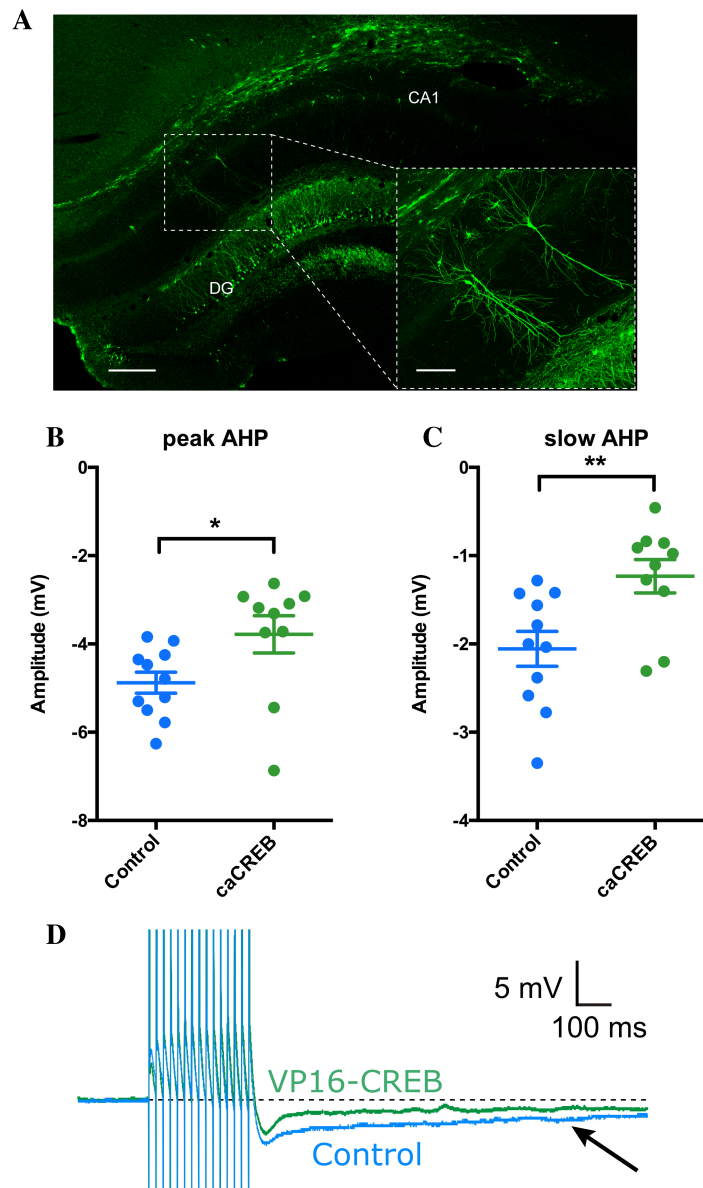 A
CA1
DG
B
peak AHP
*
0
-2
-4
-6
-8
Amplitude (mV)
Control
caCREB
C
slow AHP
**
0
-1
-2
-3
-4
Amplitude (mV)
Control
caCREB
D
5 mV
100 ms
VP16-CREB
Control